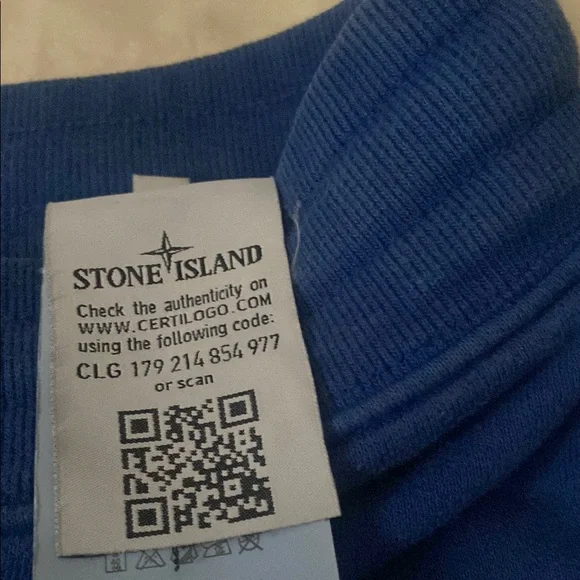 STONE ISLAND
Check the authenticity on
WWW.CERTILOGO.COM
using the following code:
CLG 179 214 854 977
or scan